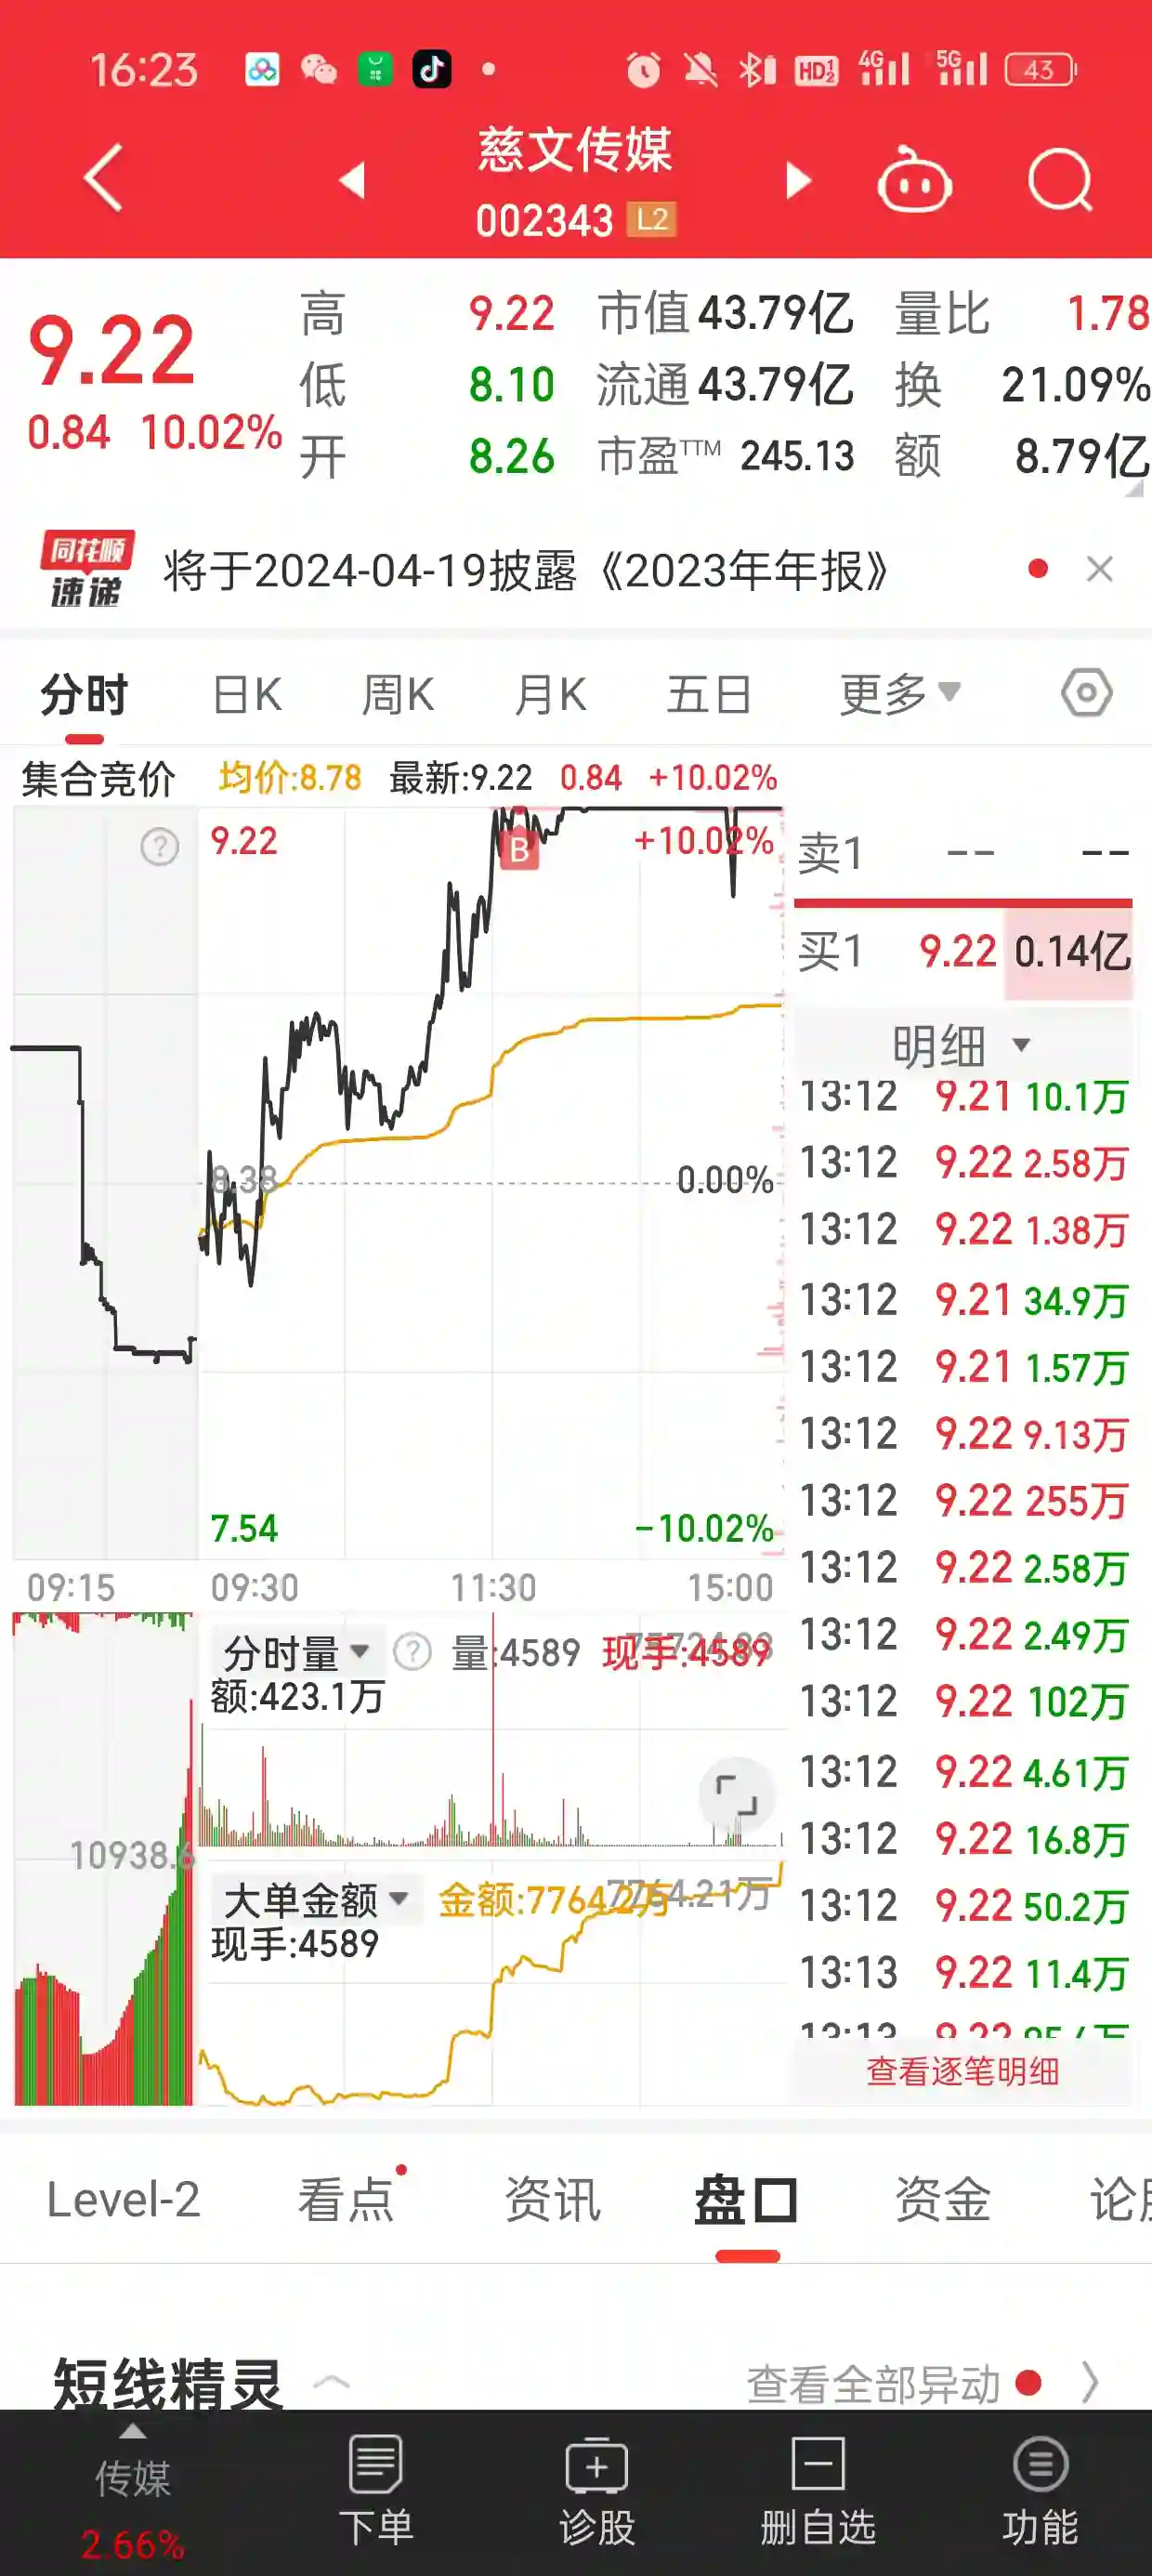 16:23
HD1 2 4G 5G 43
慈文传媒
002343 L2
9.22
0.84 10.02%
高 9.22 市值 43.79亿 量比 1.78
低 8.10 流通 43.79亿 换 21.09%
开 8.26 市盈TTM 245.13 额 8.79亿
同花顺
速递
将于2024-04-19披露《2023年年报》
分时 日K 周K 月K 五日 更多
集合竞价 均价:8.78 最新:9.22 0.84 +10.02%
9.22 +10.02%
B
8.38 0.00%
7.54 -10.02%
09:15 09:30 11:30 15:00
卖1 -- --
买1 9.22 0.14亿
明细
13:12 9.21 10.1万
13:12 9.22 2.58万
13:12 9.22 1.38万
13:12 9.21 34.9万
13:12 9.21 1.57万
13:12 9.22 9.13万
13:12 9.22 255万
13:12 9.22 2.58万
13:12 9.22 2.49万
13:12 9.22 102万
13:12 9.22 4.61万
13:12 9.22 16.8万
13:12 9.22 50.2万
13:13 9.22 11.4万
13:13 9.22
查看逐笔明细
分时量 ? 量:4589 现手:4589
额:423.1万
10938.6
大单金额 金额:7764.2万 7764.21万
现手:4589
Level-2 看点 资讯 盘口 资金 论
短线精灵 查看全部异动
传媒
2.66%
下单 诊股 删自选 功能